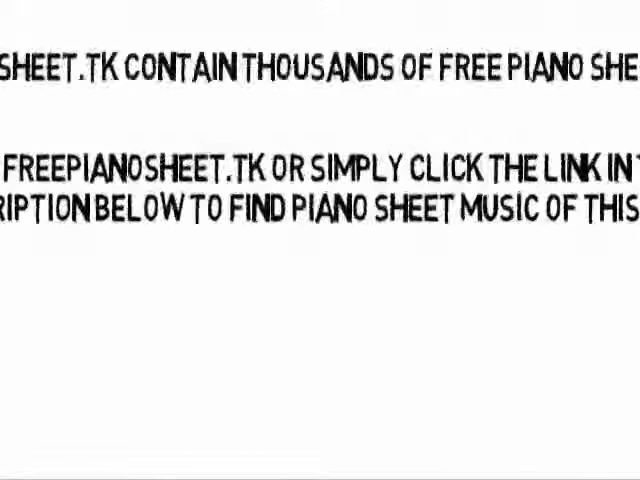 SHEET.TK CONTAIN THOUSANDS OF FREE PIANO SHE
FREEPIANOSHEET.TK OR SIMPLY CLICK THE LINK IN T
RIPTION BELOW TO FIND PIANO SHEET MUSIC OF THIS